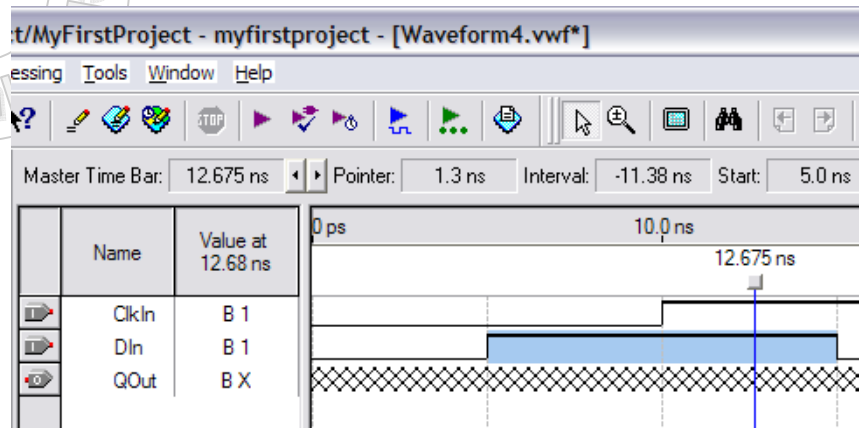 :t/MyFirstProject - myfirstproject - [Waveform4.vwf*]
essing Tools Window Help
STOP
Master Time Bar: 12.675 ns Pointer: 1.3 ns Interval: -11.38 ns Start: 5.0 ns
Name Value at 12.68 ns
0 ps 10.0 ns
12.675 ns
ClkIn B 1
DIn B 1
QOut B X